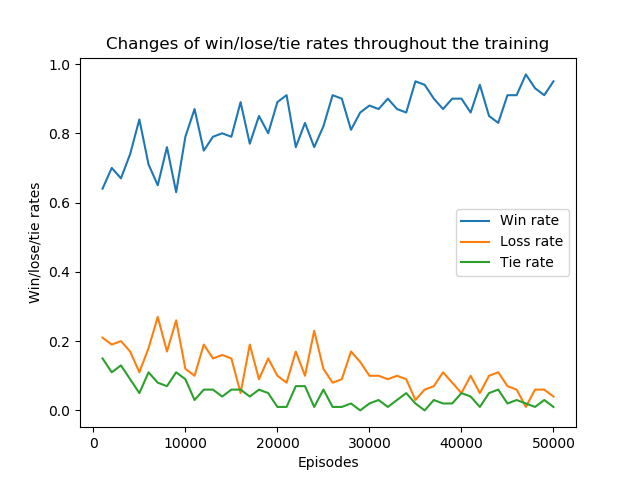 Changes of win/lose/tie rates throughout the training
1.0
0.8
0.6
0.4
0.2
0.0
Win/lose/tie rates
Win rate
Loss rate
Tie rate
0 10000 20000 30000 40000 50000
Episodes